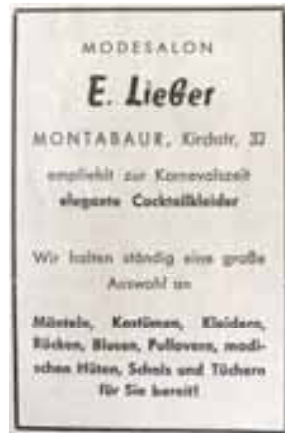 MODESALON
E.Ließer
MONTABAUR, Kirchstr. 32
empfiehlt zur Karnevalszeit
elegante Cocktailkleider
Wir halten ständig eine große
Auswahl an
Mänteln, Kostümen, Kleidern,
Röcken, Blusen, Pullovern, modi-
schen Hüten, Schals und Tüchern
für Sie bereit!